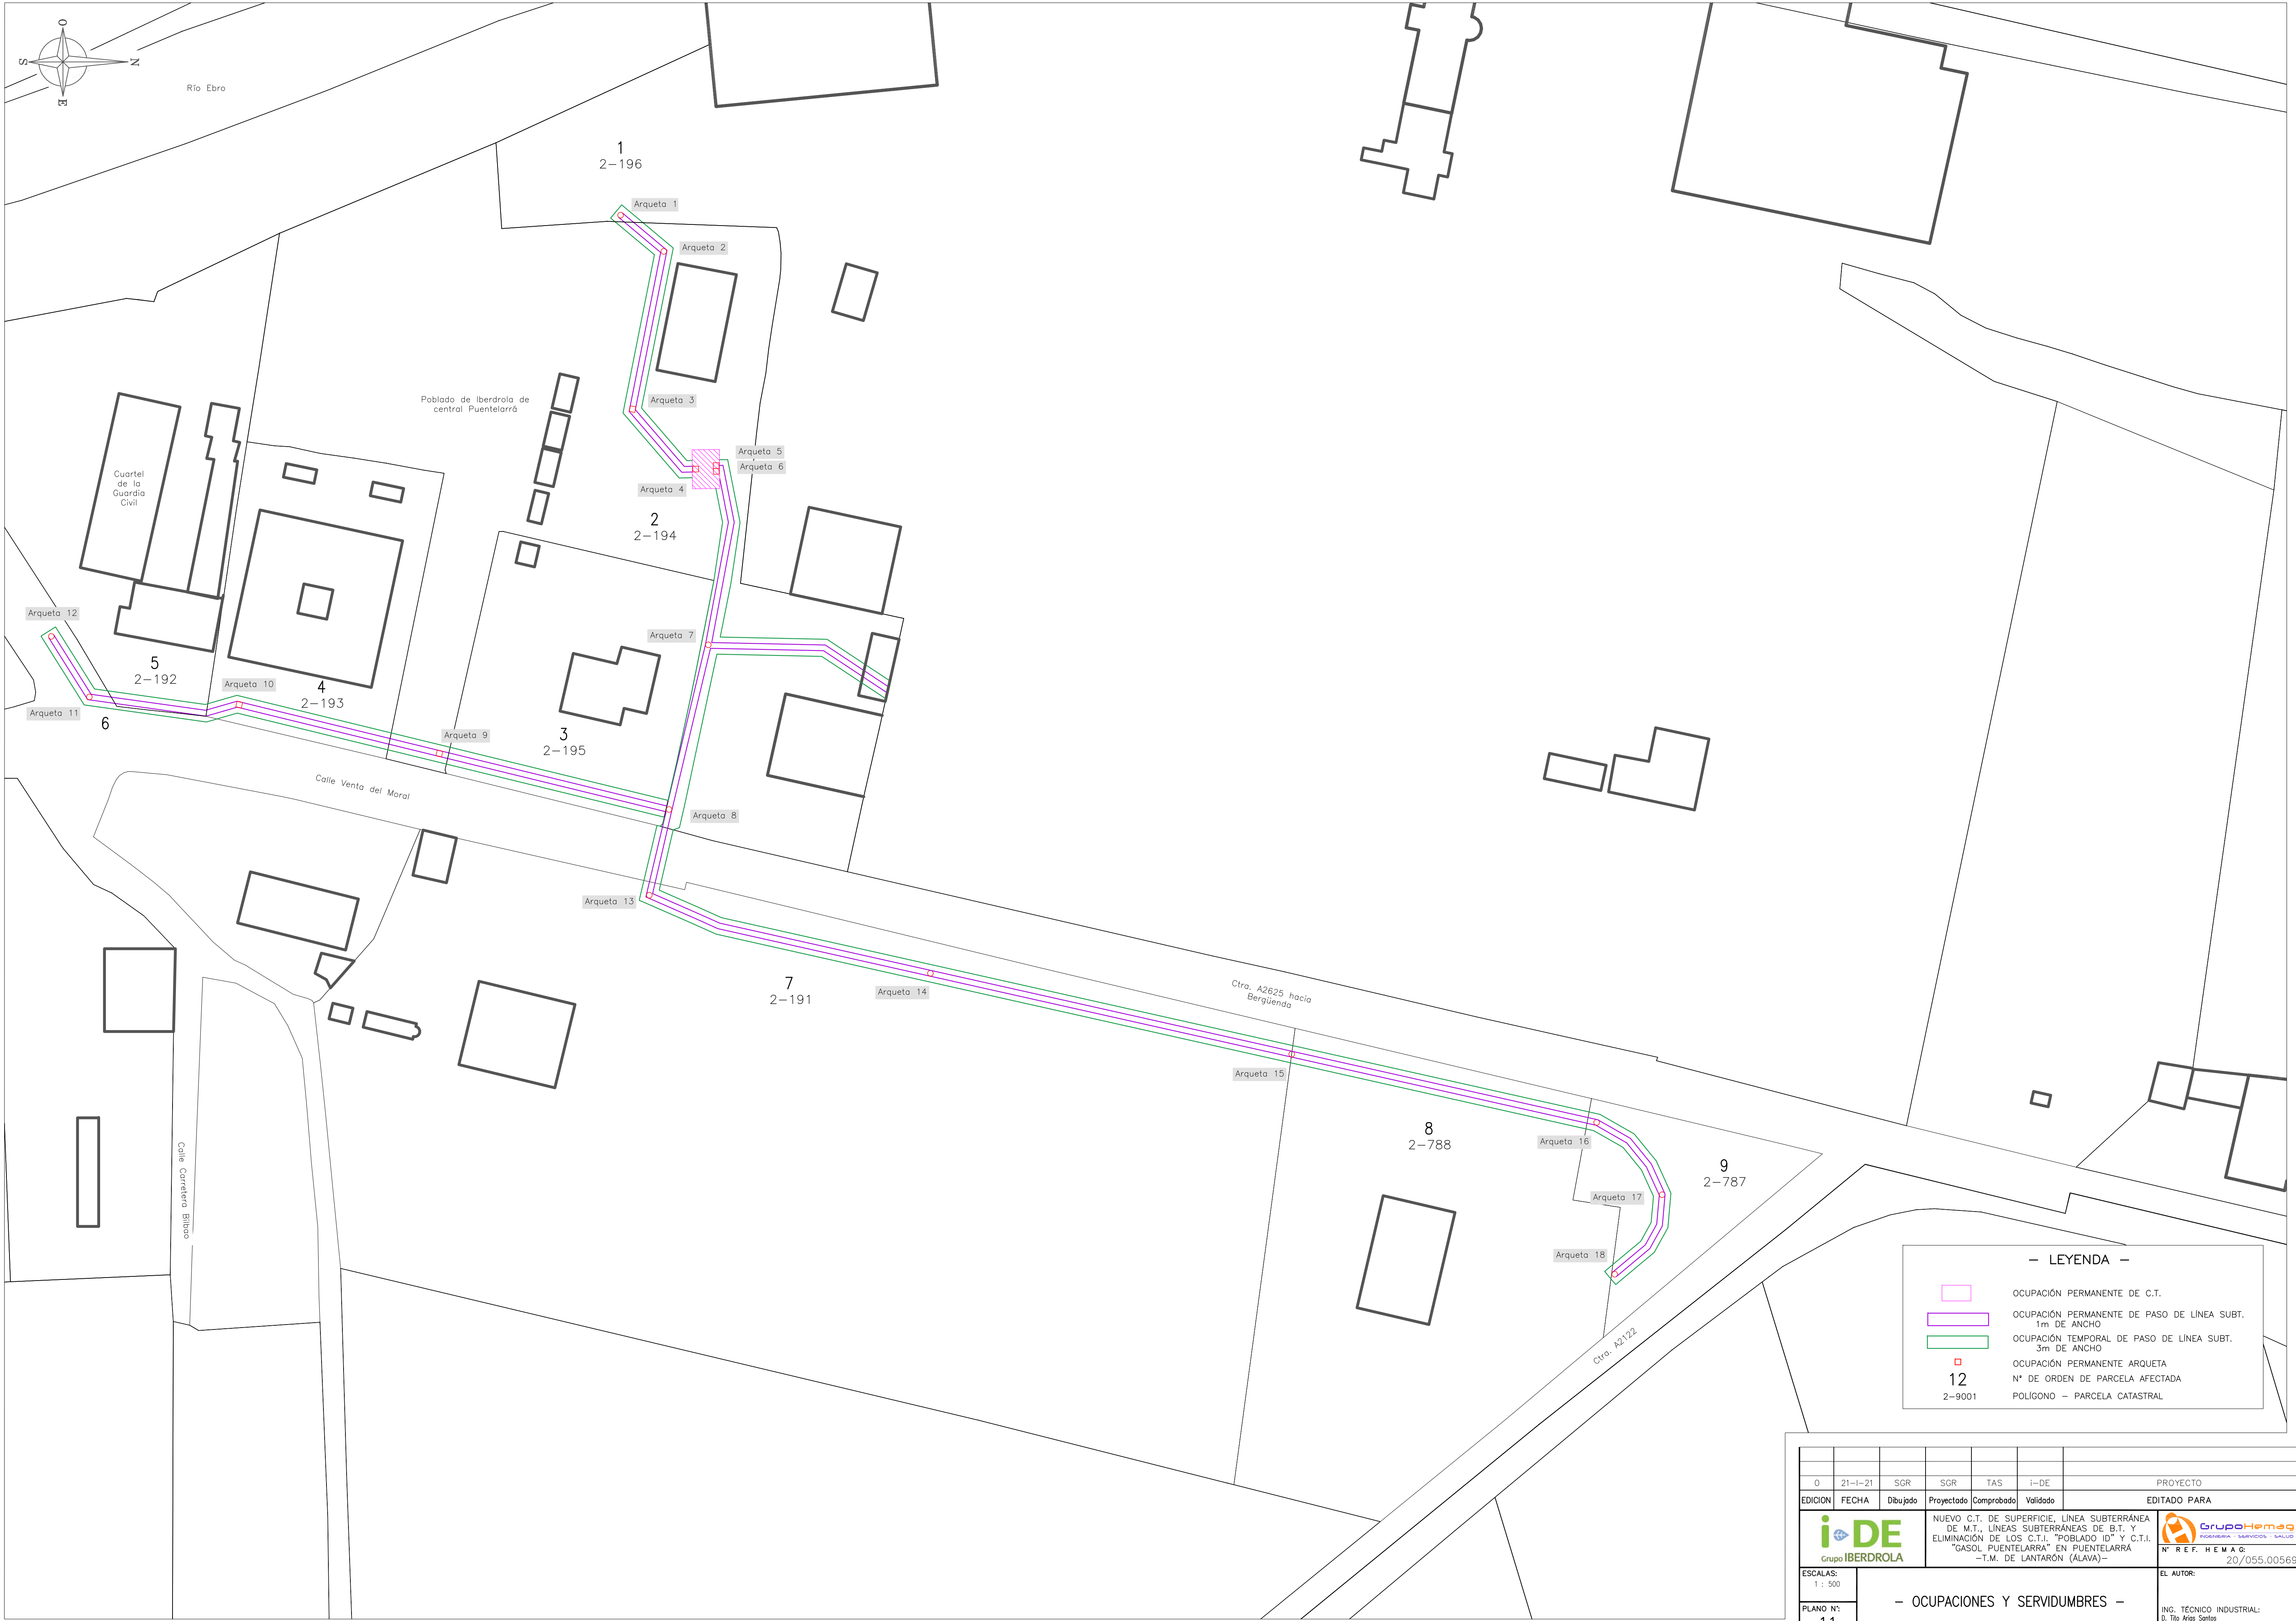 O
S
N
E
Río Ebro
1
2-196
Arqueta 1
Arqueta 2
Arqueta 3
Poblado de Iberdrola de
central Puentelarrá
Arqueta 5
Arqueta 6
Arqueta 4
Cuartel
de la
Guardia
Civil
2
2-194
Arqueta 12
Arqueta 7
5
2-192
Arqueta 10
4
2-193
Arqueta 11
6
Arqueta 9
3
2-195
Calle Venta del Moral
Arqueta 8
Arqueta 13
7
2-191
Arqueta 14
Ctra. A2625 hacia
Bergüenda
Arqueta 15
8
2-788
Arqueta 16
9
2-787
Arqueta 17
Arqueta 18
Calle Carretera Bilbao
Ctra. A2122
- LEYENDA -
OCUPACIÓN PERMANENTE DE C.T.
OCUPACIÓN PERMANENTE DE PASO DE LÍNEA SUBT.
1m DE ANCHO
OCUPACIÓN TEMPORAL DE PASO DE LÍNEA SUBT.
3m DE ANCHO
OCUPACIÓN PERMANENTE ARQUETA
12 Nº DE ORDEN DE PARCELA AFECTADA
2-9001 POLÍGONO - PARCELA CATASTRAL
0 21-I-21 SGR SGR TAS i-DE PROYECTO
EDICION FECHA Dibujado Proyectado Comprobado Validado EDITADO PARA
i-DE
Grupo IBERDROLA
NUEVO C.T. DE SUPERFICIE, LÍNEA SUBTERRÁNEA
DE M.T., LÍNEAS SUBTERRÁNEAS DE B.T. Y
ELIMINACIÓN DE LOS C.T.I. "POBLADO ID" Y C.T.I.
"GASOL PUENTELARRA" EN PUENTELARRÁ
-T.M. DE LANTARÓN (ÁLAVA)-
GrupoHemag
INGENIERIA - SERVICIOS - SALUD
Nº REF. HEMAG:
20/055.00569
ESCALAS:
1 : 500
PLANO Nº:
- OCUPACIONES Y SERVIDUMBRES -
EL AUTOR:
ING. TÉCNICO INDUSTRIAL:
D. Tito Arias Santos